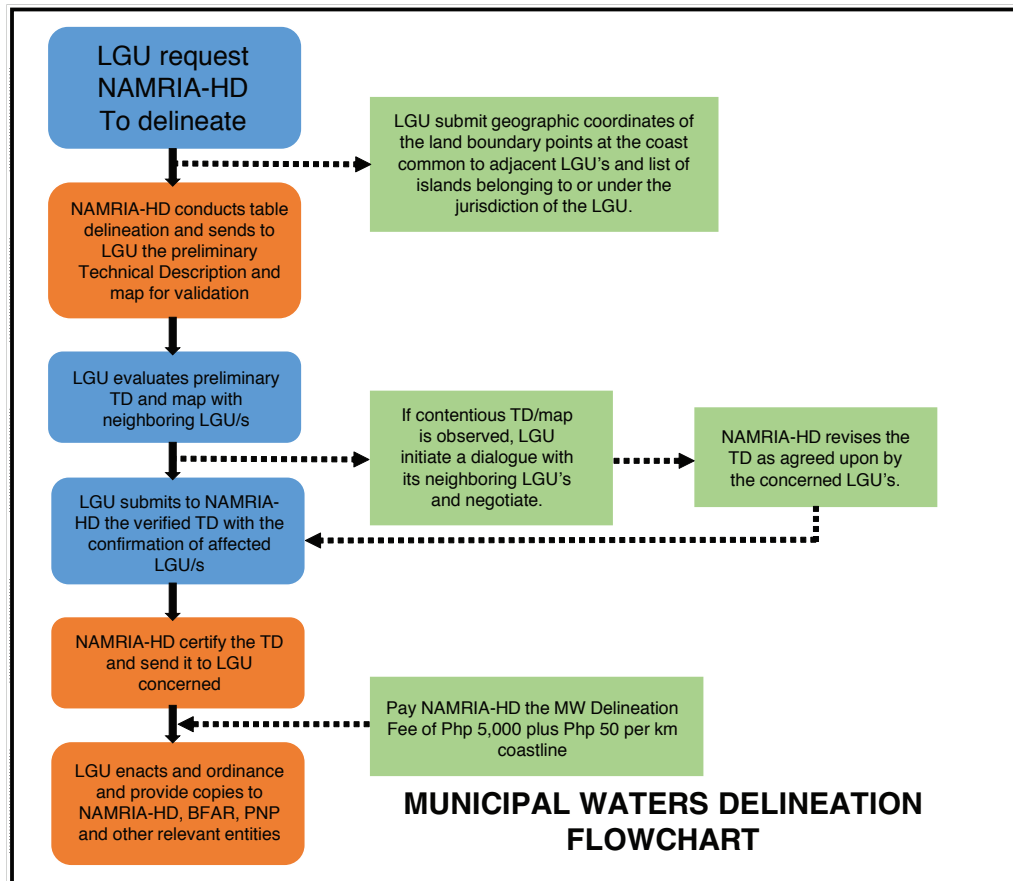 LGU request
NAMRIA-HD
To delineate
LGU submit geographic coordinates of
the land boundary points at the coast
common to adjacent LGU's and list of
islands belonging to or under the
jurisdiction of the LGU.
NAMRIA-HD conducts table
delineation and sends to
LGU the preliminary
Technical Description and
map for validation
LGU evaluates preliminary
TD and map with
neighboring LGU/s
If contentious TD/map
is observed, LGU
initiate a dialogue with
its neighboring LGU's
and negotiate.
NAMRIA-HD revises the
TD as agreed upon by
the concerned LGU's.
LGU submits to NAMRIA-
HD the verified TD with the
confirmation of affected
LGU/s
NAMRIA-HD certify the TD
and send it to LGU
concerned
Pay NAMRIA-HD the MW Delineation
Fee of Php 5,000 plus Php 50 per km
coastline
LGU enacts and ordinance
and provide copies to
NAMRIA-HD, BFAR, PNP
and other relevant entities
MUNICIPAL WATERS DELINEATION
FLOWCHART